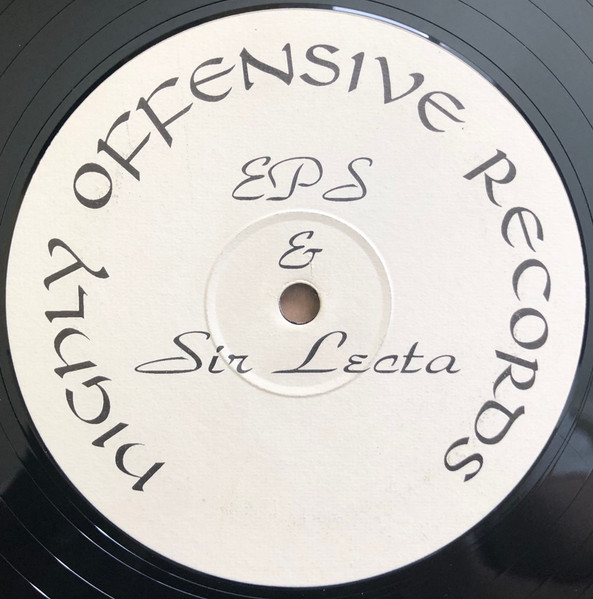 HIGHLY OFFENSIVE RECORDS
EPS
&
Sir Lecta